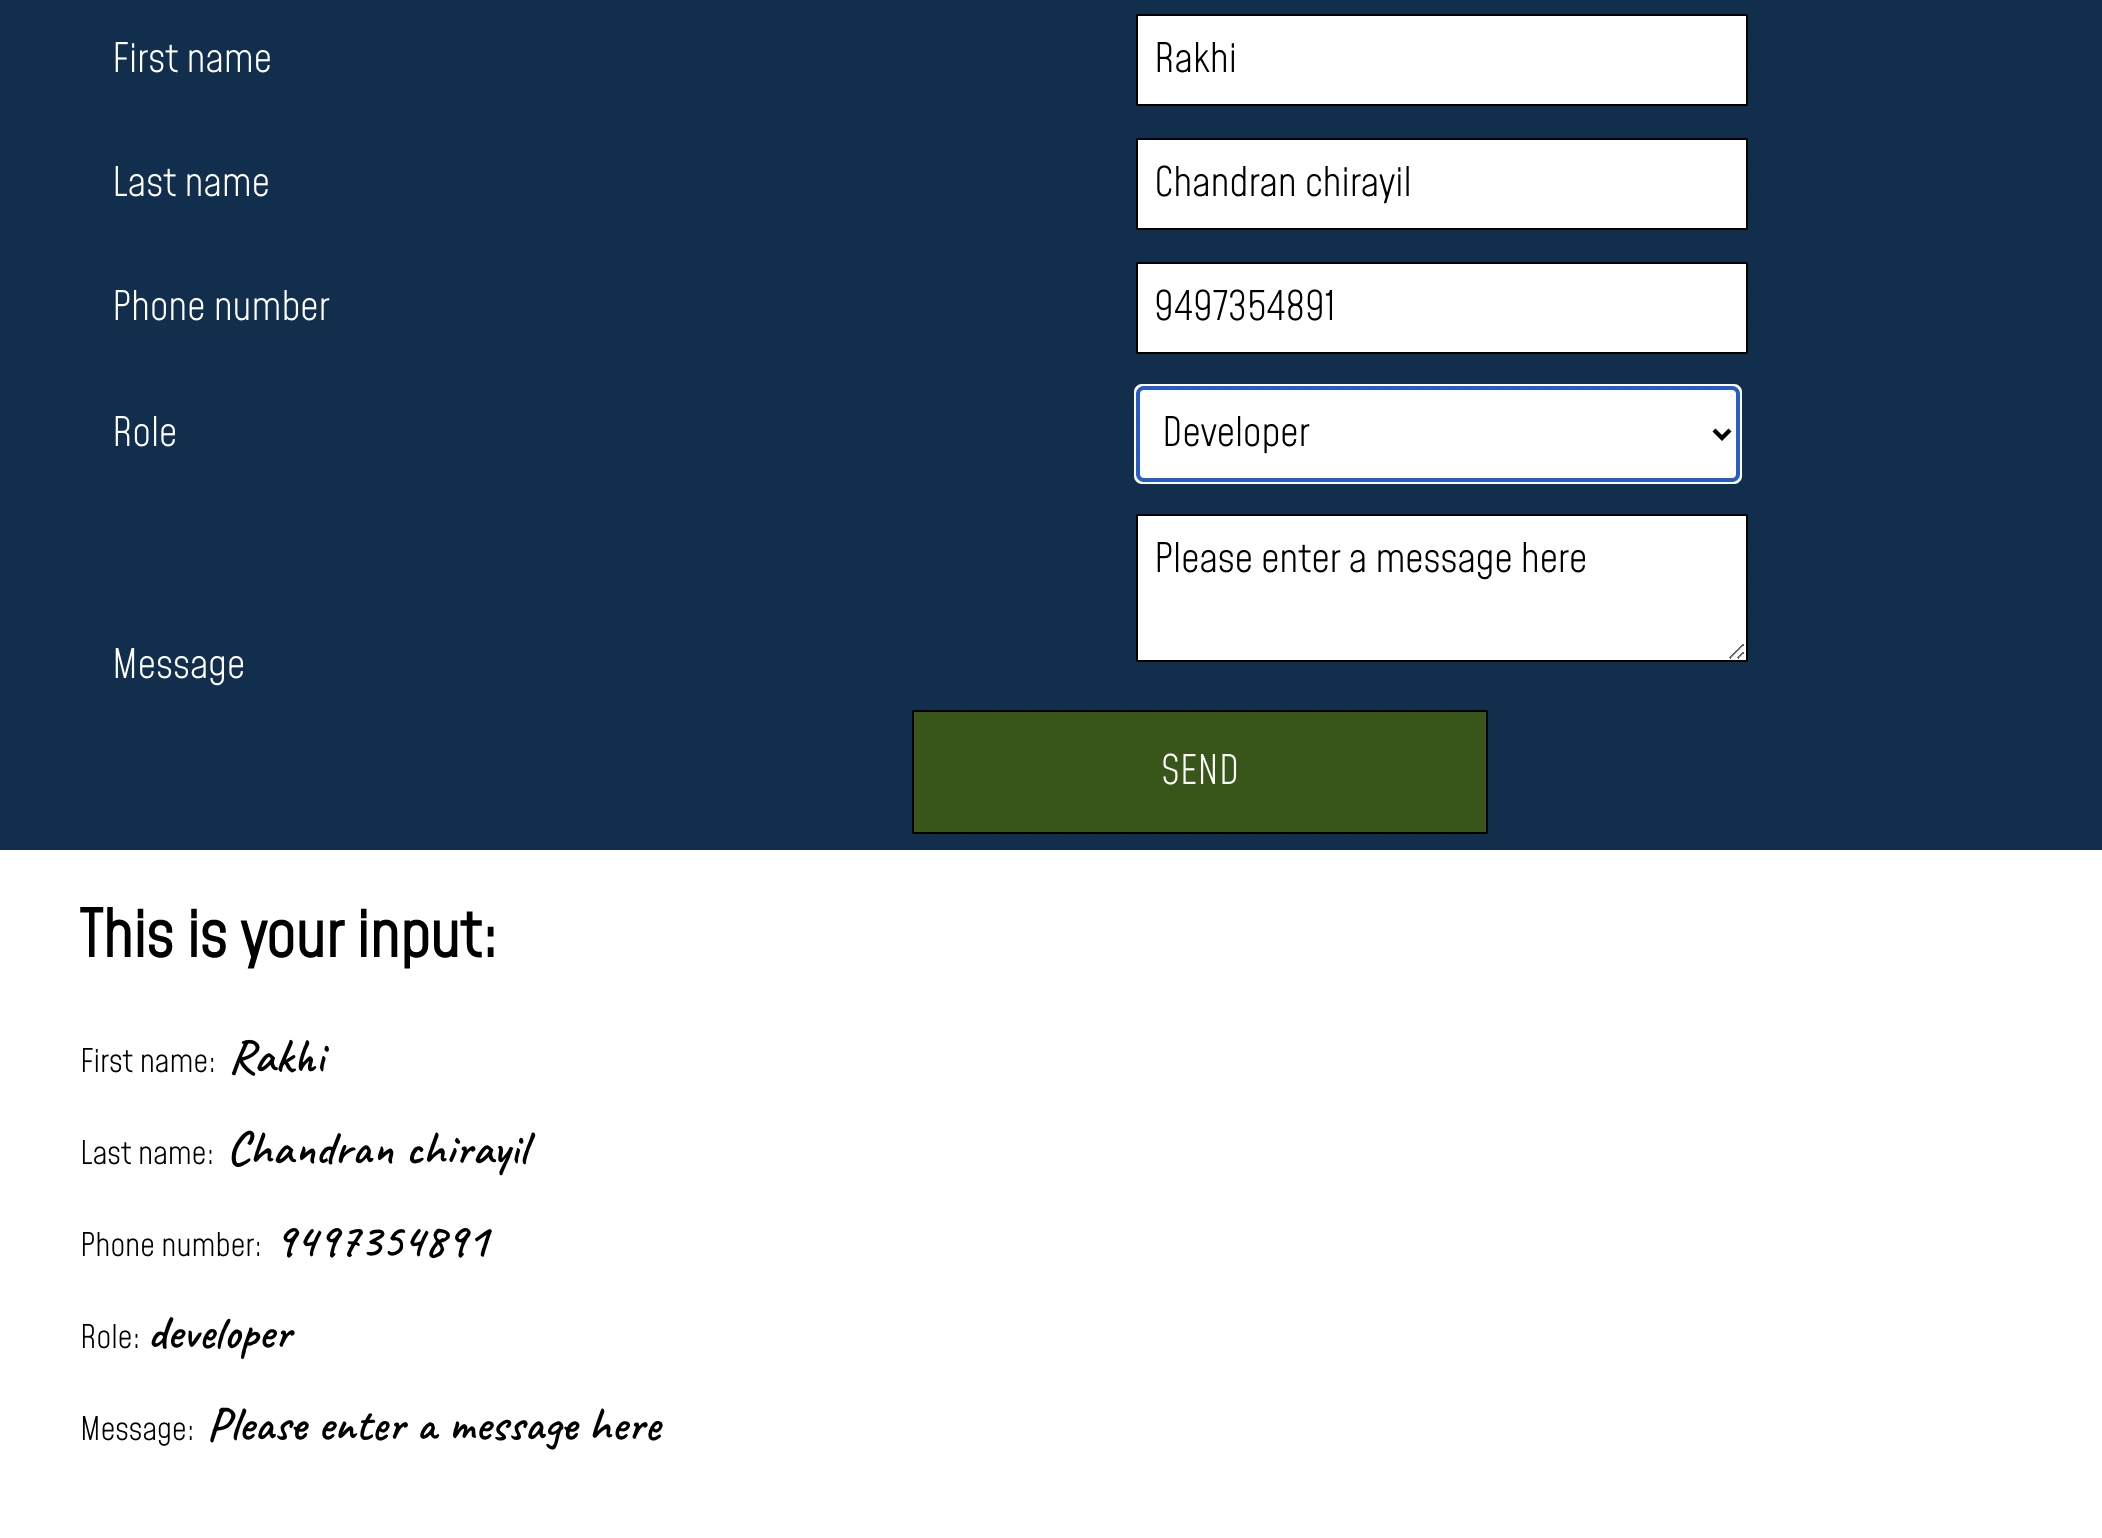 First name
Rakhi
Last name
Chandran chirayil
Phone number
9497354891
Role
Developer
Please enter a message here
Message
SEND
This is your input:
First name: Rakhi
Last name: Chandran chirayil
Phone number: 9497354891
Role: developer
Message: Please enter a message here